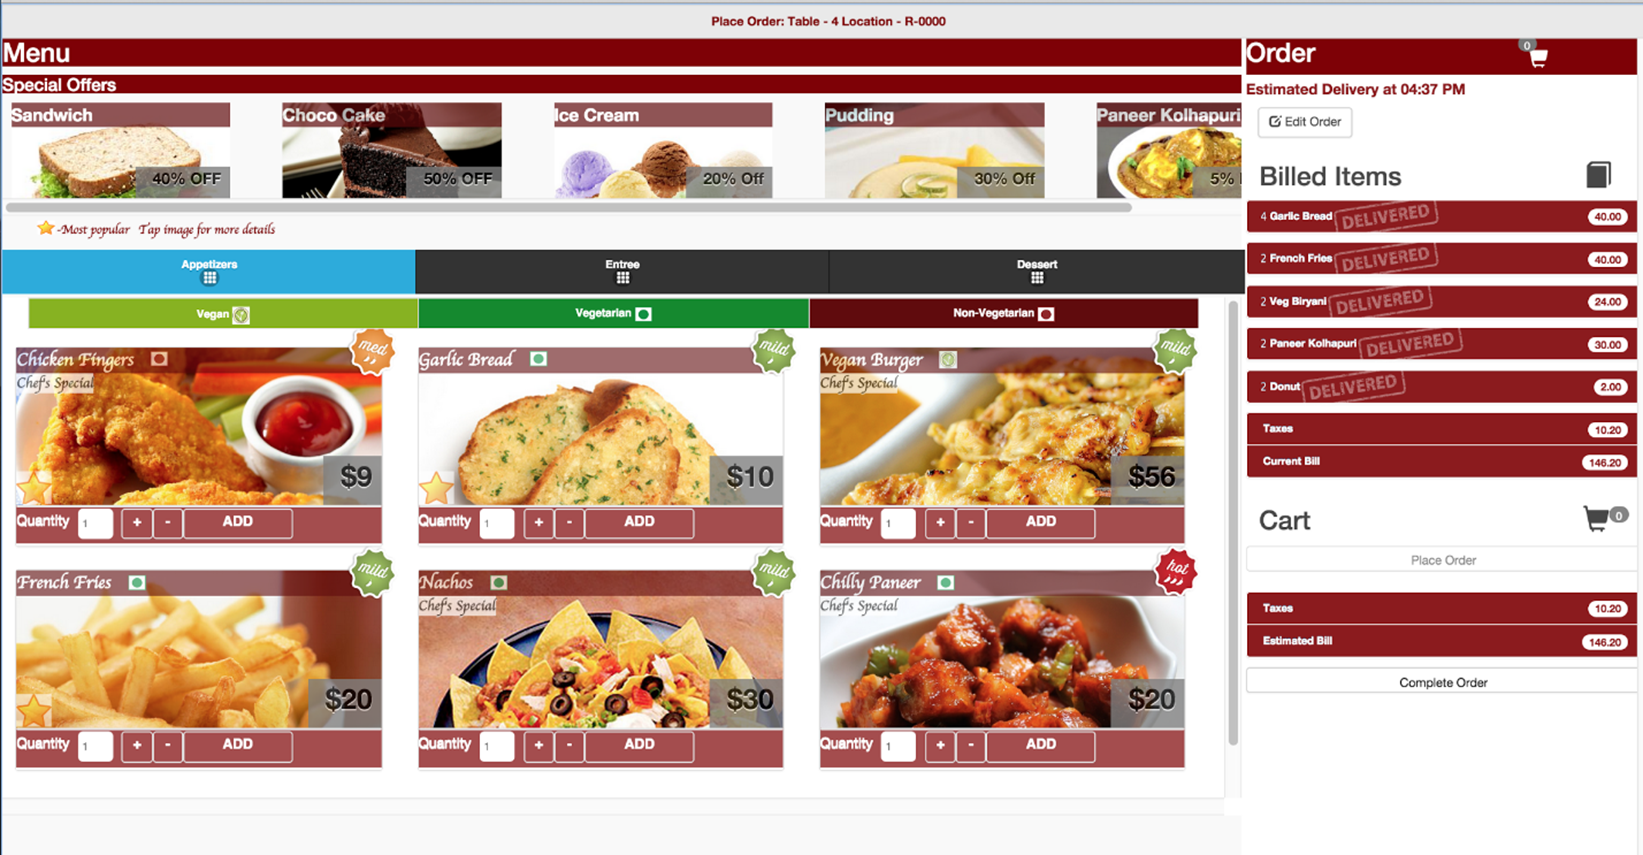 Place Order: Table - 4 Location - R-0000
Menu
Special Offers
Sandwich
40% OFF
Choco Cake
50% OFF
Ice Cream
20% Off
Pudding
30% Off
Paneer Kolhapuri
5%
-Most popular Tap image for more details
Appetizers
Entree
Dessert
Vegan
Vegetarian
Non-Vegetarian
Chicken Fingers
med
Chef's Special
$9
Quantity 1 + - ADD
Garlic Bread
mild
$10
Quantity 1 + - ADD
Vegan Burger
mild
Chef's Special
$56
Quantity 1 + - ADD
French Fries
mild
$20
Quantity 1 + - ADD
Nachos
mild
Chef's Special
$30
Quantity 1 + - ADD
Chilly Paneer
hot
Chef's Special
$20
Quantity 1 + - ADD
Order
0
Estimated Delivery at 04:37 PM
Edit Order
Billed Items
4 Garlic Bread DELIVERED 40.00
2 French Fries DELIVERED 40.00
2 Veg Biryani DELIVERED 24.00
2 Paneer Kolhapuri DELIVERED 30.00
2 Donut DELIVERED 2.00
Taxes 10.20
Current Bill 146.20
Cart 0
Place Order
Taxes 10.20
Estimated Bill 146.20
Complete Order